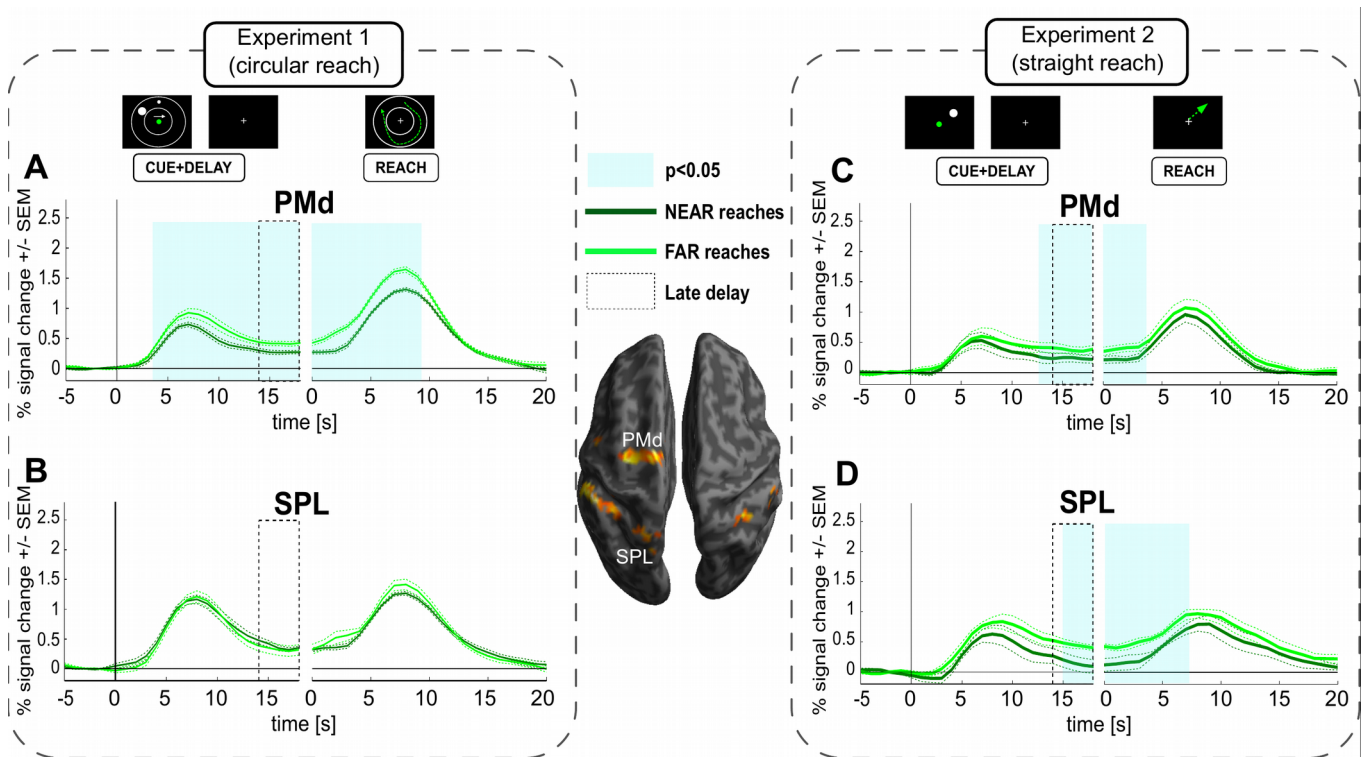 Experiment 1
(circular reach)
CUE+DELAY
REACH
A
PMd
% signal change +/- SEM
2.5
2
1.5
1
0.5
0
-5 0 5 10 15 0 5 10 15 20
time [s]
B
SPL
% signal change +/- SEM
2.5
2
1.5
1
0.5
0
-5 0 5 10 15 0 5 10 15 20
time [s]
p<0.05
NEAR reaches
FAR reaches
Late delay
PMd
SPL
Experiment 2
(straight reach)
CUE+DELAY
REACH
C
PMd
% signal change +/- SEM
2.5
2
1.5
1
0.5
0
-5 0 5 10 15 0 5 10 15 20
time [s]
D
SPL
% signal change +/- SEM
2.5
2
1.5
1
0.5
0
-5 0 5 10 15 0 5 10 15 20
time [s]